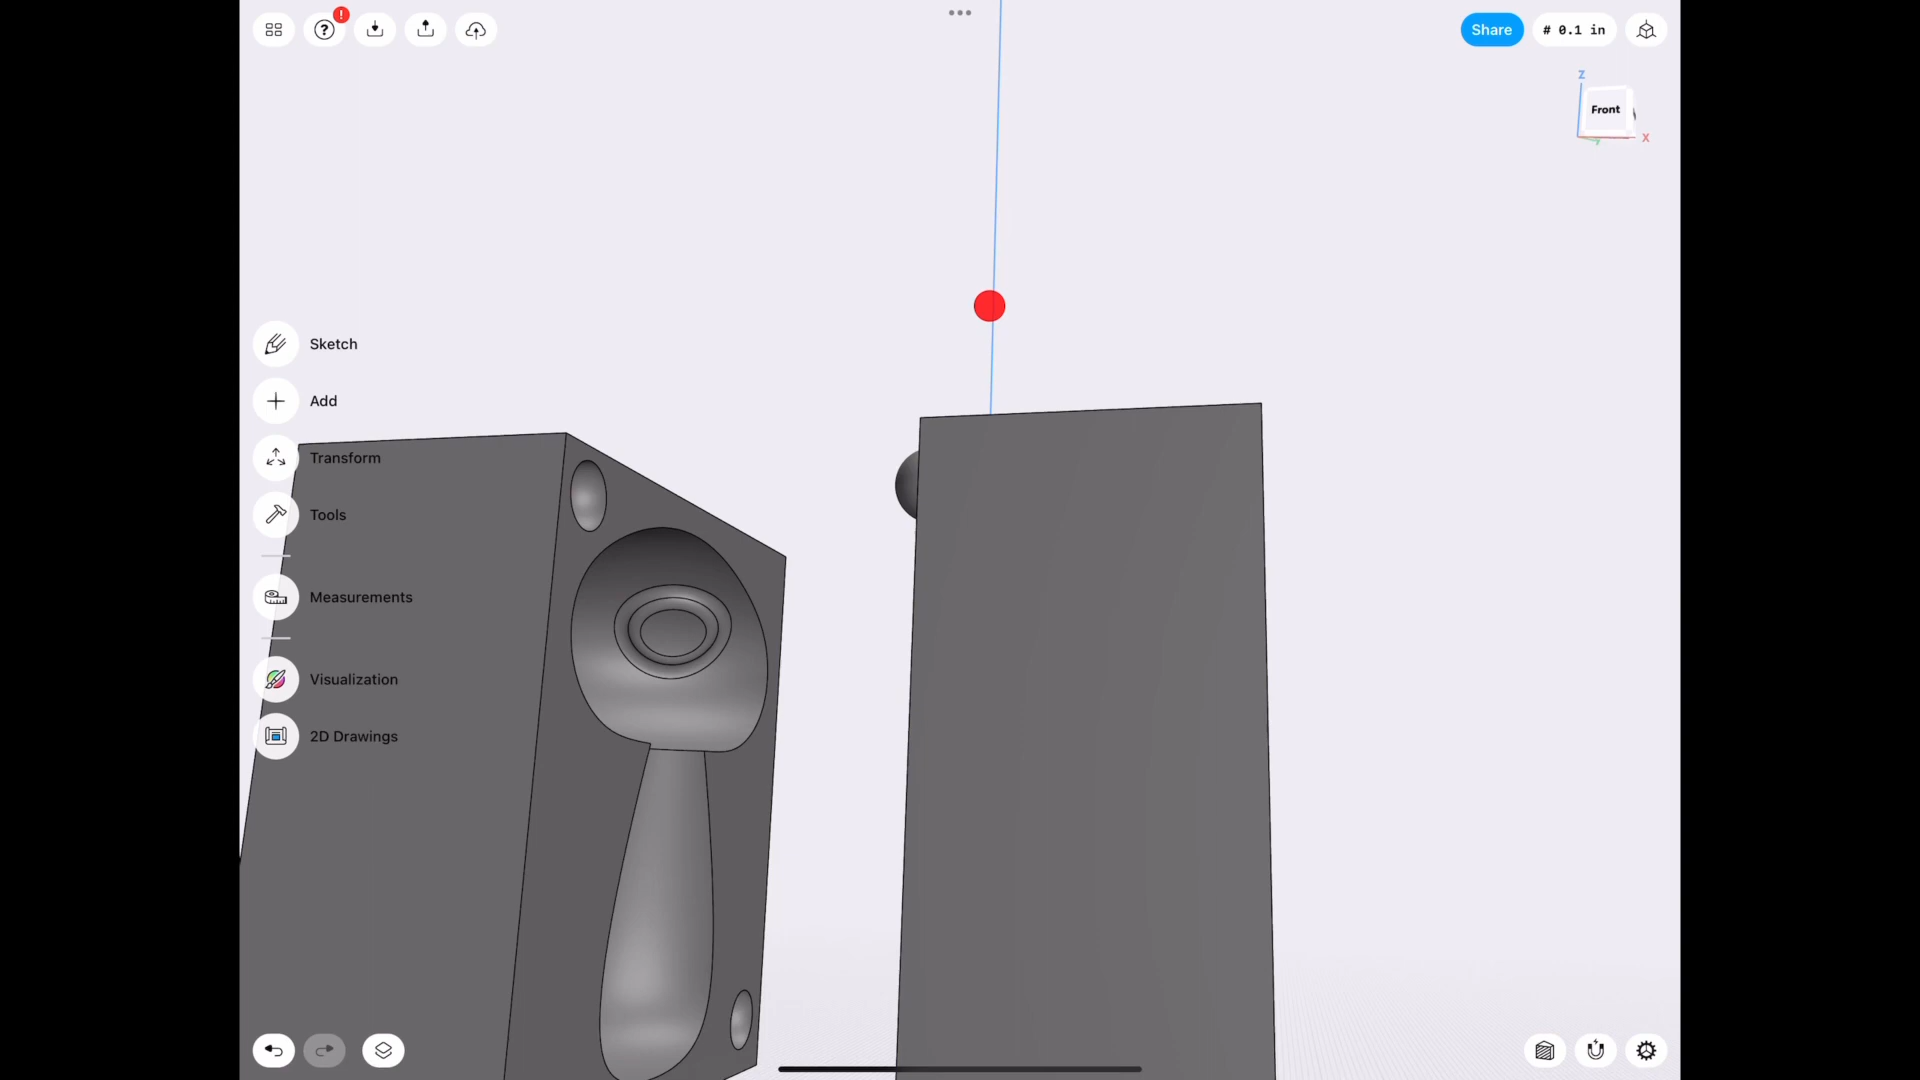 ?
!
Share
# 0.1 in
Z
Front
X
Sketch
Add
Transform
Tools
Measurements
Visualization
2D Drawings